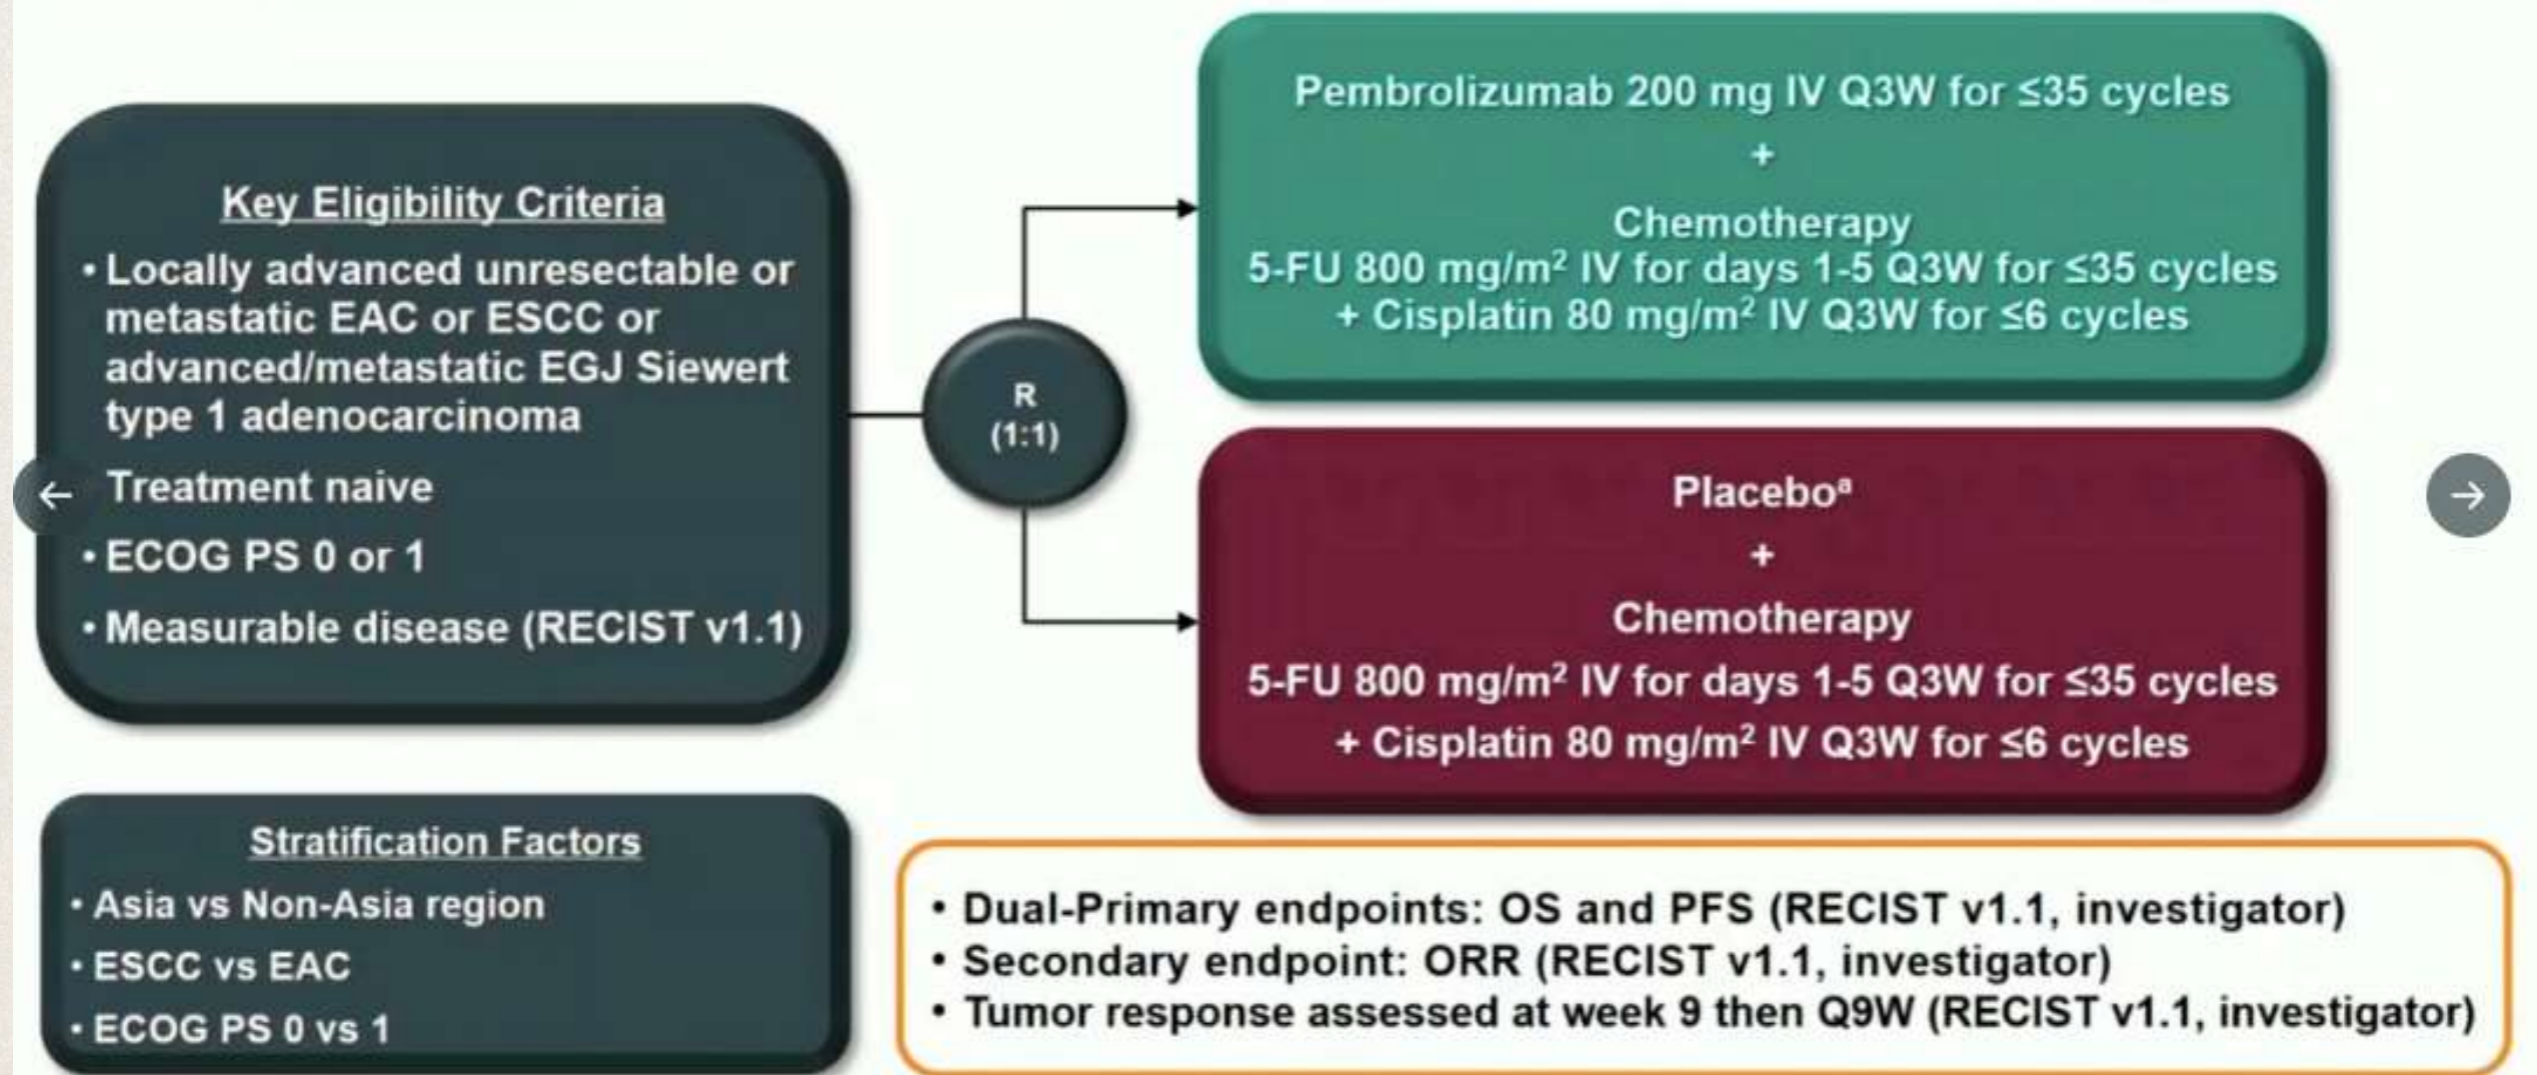 Key Eligibility Criteria
• Locally advanced unresectable or
metastatic EAC or ESCC or
advanced/metastatic EGJ Siewert
type 1 adenocarcinoma
Treatment naive
• ECOG PS 0 or 1
• Measurable disease (RECIST v1.1)
Stratification Factors
• Asia vs Non-Asia region
• ESCC vs EAC
• ECOG PS 0 vs 1
R
(1:1)
Pembrolizumab 200 mg IV Q3W for ≤35 cycles
+
Chemotherapy
5-FU 800 mg/m² IV for days 1-5 Q3W for ≤35 cycles
+ Cisplatin 80 mg/m² IV Q3W for ≤6 cycles
Placeboᵃ
+
Chemotherapy
5-FU 800 mg/m² IV for days 1-5 Q3W for ≤35 cycles
+ Cisplatin 80 mg/m² IV Q3W for ≤6 cycles
• Dual-Primary endpoints: OS and PFS (RECIST v1.1, investigator)
• Secondary endpoint: ORR (RECIST v1.1, investigator)
• Tumor response assessed at week 9 then Q9W (RECIST v1.1, investigator)